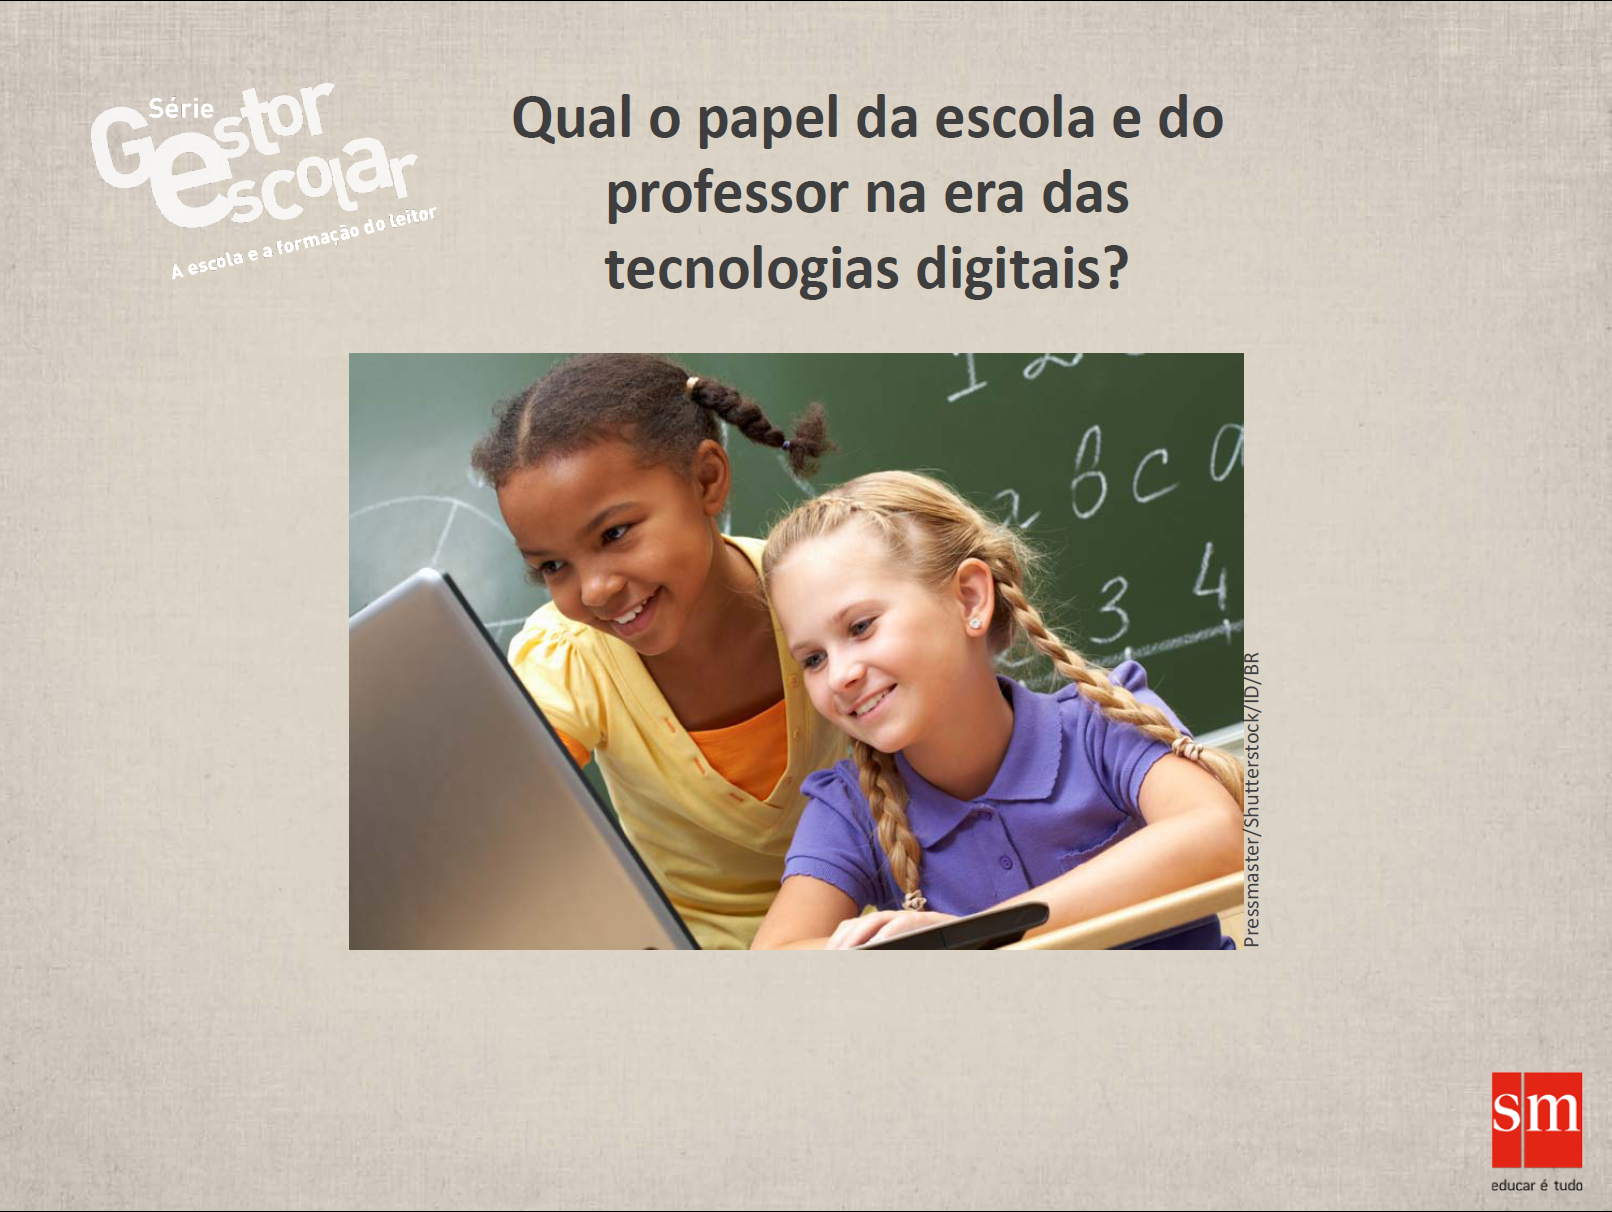 Série
Gestor
escolar
A escola e a formação do leitor
Qual o papel da escola e do
professor na era das
tecnologias digitais?
1 2
a b c a
3 4
Pressmaster/Shutterstock/ID/BR
sm
educar é tudo